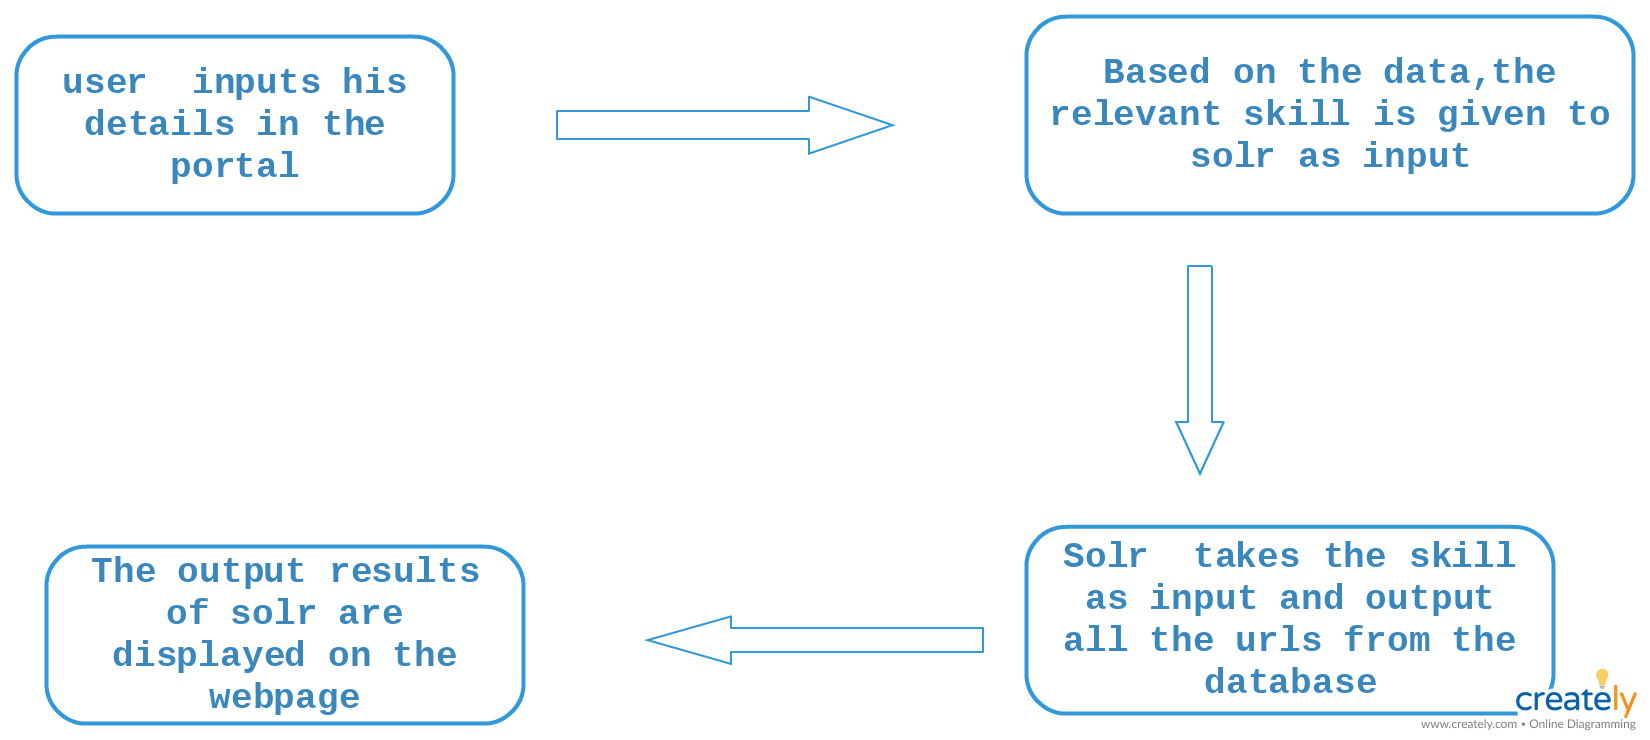 user  inputs his
details in the
portal
Based on the data,the
relevant skill is given to
solr as input
Solr  takes the skill
as input and output
all the urls from the
database
The output results
of solr are
displayed on the
webpage
creately
www.creately.com • Online Diagramming